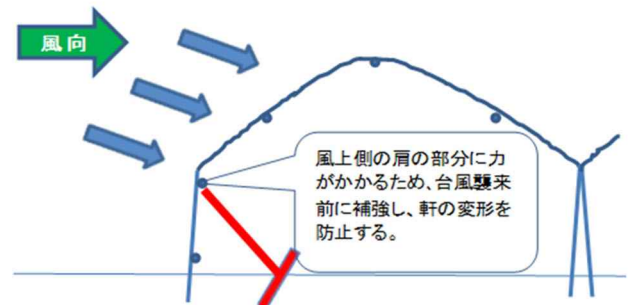 風向
風上側の肩の部分に力
がかかるため、台風襲来
前に補強し、軒の変形を
防止する。